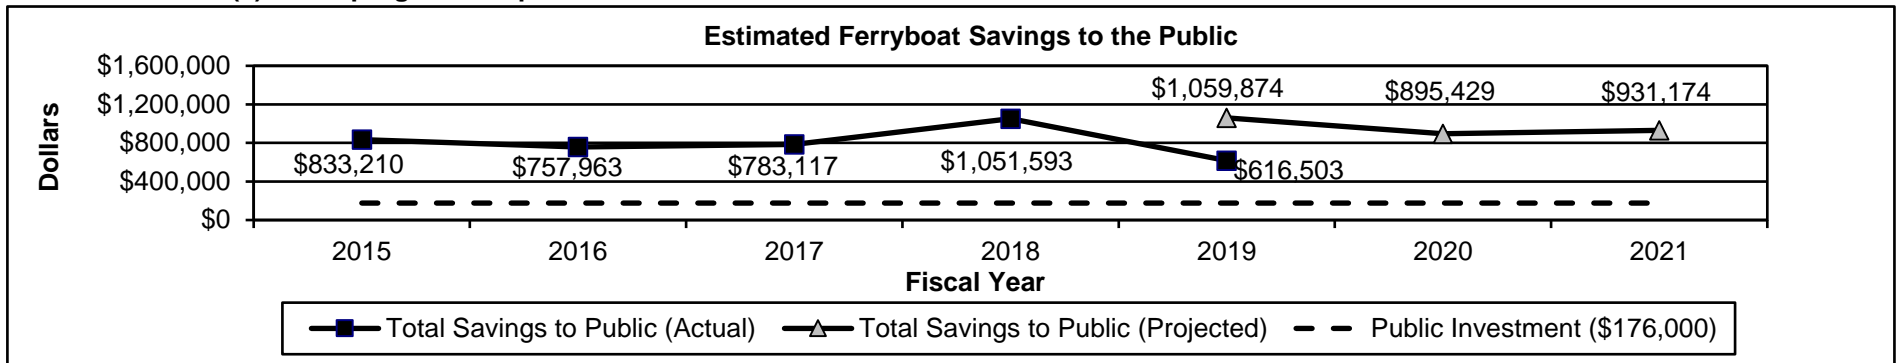 Estimated Ferryboat Savings to the Public
$1,600,000
$1,200,000
$800,000
$400,000
$0
Dollars
$833,210
$757,963
$783,117
$1,051,593
$616,503
$1,059,874
$895,429
$931,174
2015 2016 2017 2018 2019 2020 2021
Fiscal Year
Total Savings to Public (Actual) Total Savings to Public (Projected) Public Investment ($176,000)